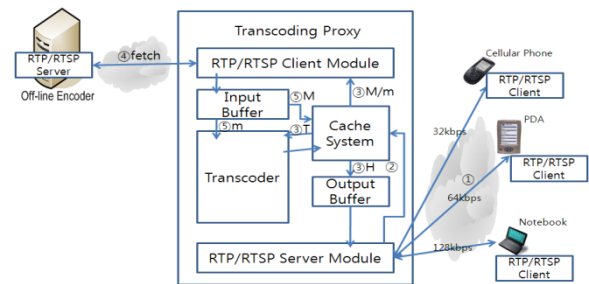 Transcoding Proxy
RTP/RTSP
Server
Off-line Encoder
④fetch
RTP/RTSP Client Module
Input
Buffer
⑤M
③M/m
⑤m
③T
Cache
System
Transcoder
③H
②
Output
Buffer
RTP/RTSP Server Module
Cellular Phone
RTP/RTSP
Client
32kbps
PDA
RTP/RTSP
Client
①
64kbps
Notebook
128kbps
RTP/RTSP
Client